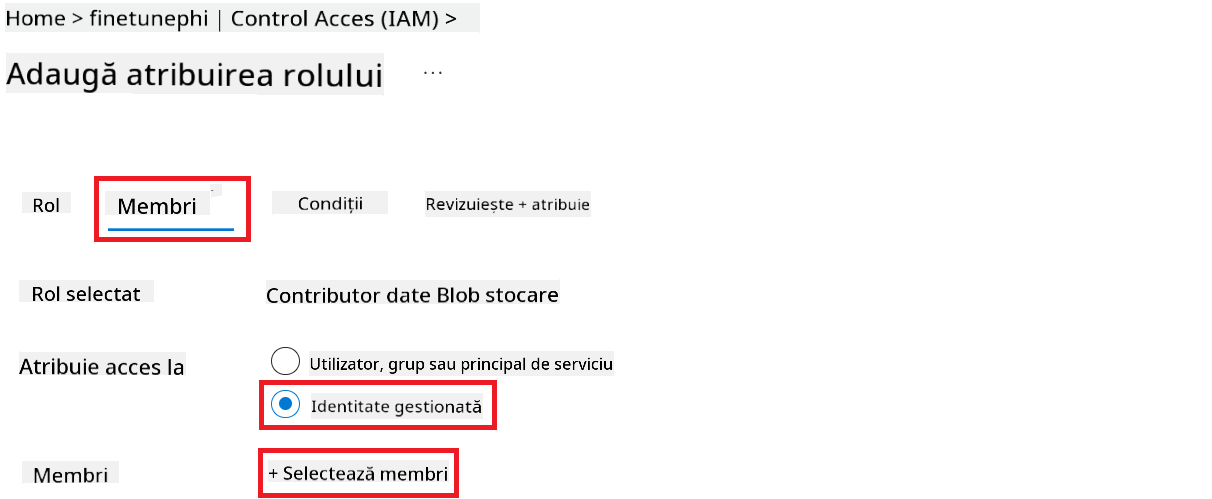 Home > finetunephi | Control Acces (IAM) >
Adaugă atribuirea rolului ...
Rol Membri Condiții Revizuiește + atribuie
Rol selectat Contributor date Blob stocare
Atribuie acces la Utilizator, grup sau principal de serviciu
Identitate gestionată
Membri + Selectează membri